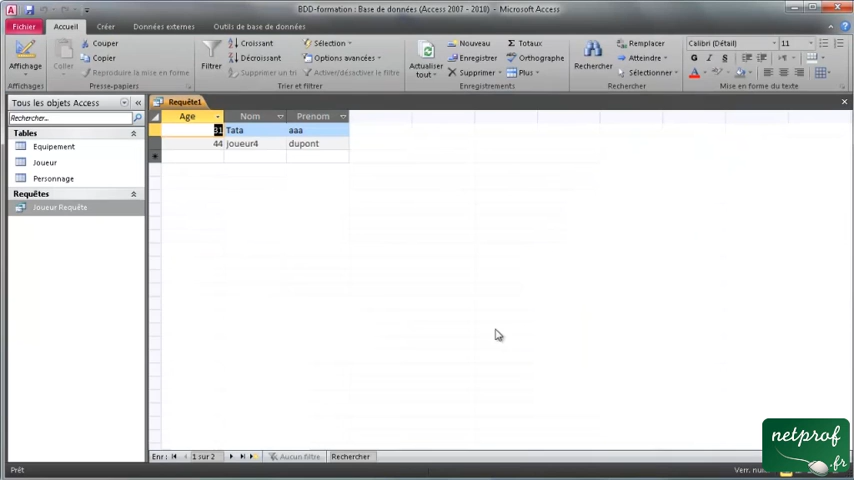 BDD-formation : Base de données (Access 2007 - 2010) - Microsoft Access
Fichier Accueil Créer Données externes Outils de base de données
Affichage
Affichages
Coller
Couper
Copier
Reproduire la mise en forme
Presse-papiers
Filtrer
Croissant
Décroissant
Supprimer un tri
Sélection
Options avancées
Activer/désactiver le filtre
Trier et filtrer
Actualiser tout
Nouveau
Enregistrer
Supprimer
Totaux
Orthographe
Plus
Enregistrements
Rechercher
Remplacer
Atteindre
Sélectionner
Rechercher
Calibri (Détail) 11
G I S
Mise en forme du texte
Tous les objets Access
Rechercher...
Tables
Equipement
Joueur
Personnage
Requêtes
Joueur Requête
Requête1
Age Nom Prenom
31 Tata aaa
44 joueur4 dupont
Enr : 1 sur 2 Aucun filtre Rechercher
Prêt
Verr. num
netprof
.fr